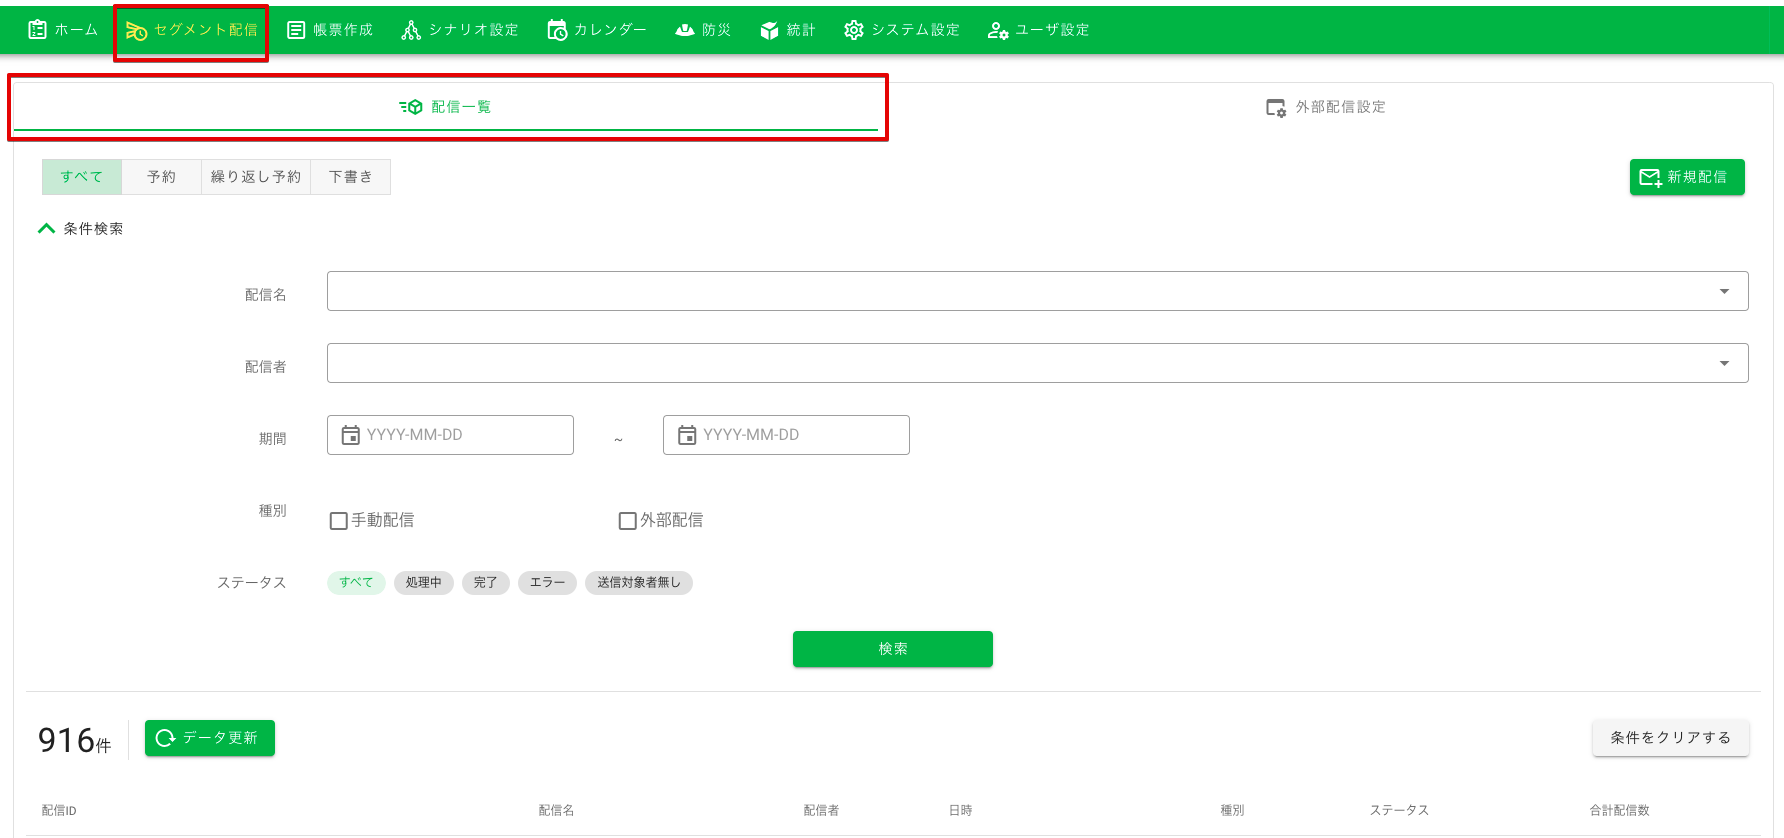 ホーム セグメント配信 帳票作成 シナリオ設定 カレンダー 防災 統計 システム設定 ユーザ設定
配信一覧 外部配信設定
すべて 予約 繰り返し予約 下書き 新規配信
条件検索
配信名
配信者
期間 YYYY-MM-DD ~ YYYY-MM-DD
種別 手動配信 外部配信
ステータス すべて 処理中 完了 エラー 送信対象者無し
検索
916件 データ更新 条件をクリアする
配信ID 配信名 配信者 日時 種別 ステータス 合計配信数